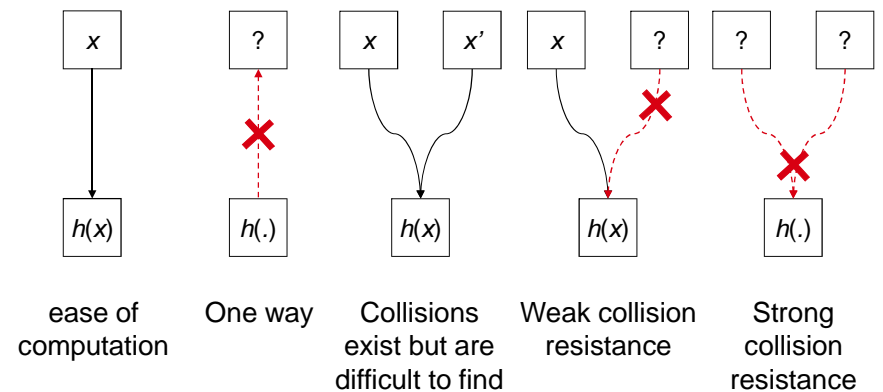 x
?
x'
x
?
?
?
h(x)
h(.)
h(x)
h(x)
h(.)
ease of
computation
One way
Collisions
exist but are
difficult to find
Weak collision
resistance
Strong
collision
resistance